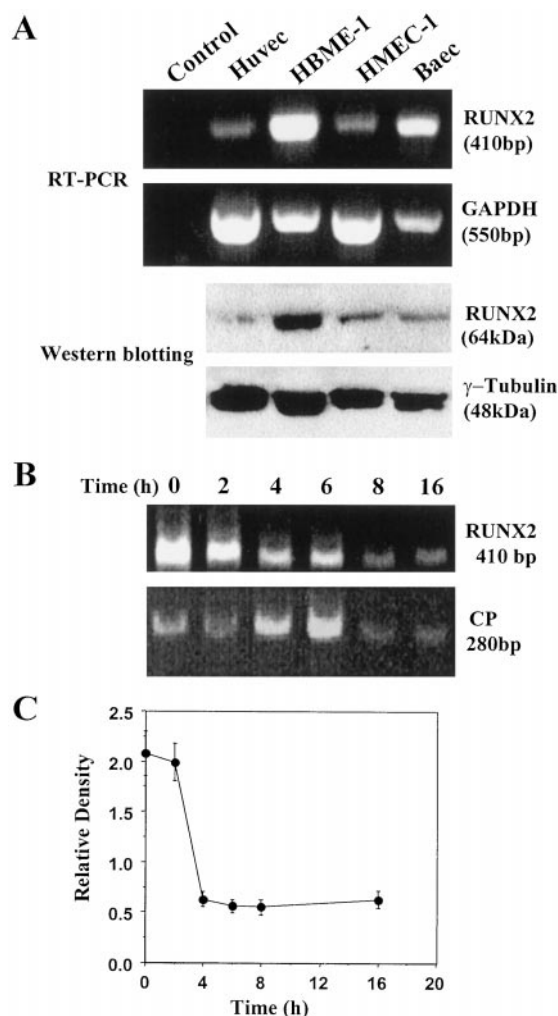 A
Control
Huvec
HBME-1
HMEC-1
Baec
RUNX2
(410bp)
RT-PCR
GAPDH
(550bp)
RUNX2
(64kDa)
Western blotting
γ-Tubulin
(48kDa)
B
Time (h) 0 2 4 6 8 16
RUNX2
410 bp
CP
280bp
C
2.5
2.0
1.5
1.0
0.5
0.0
Relative Density
0 4 8 12 16 20
Time (h)